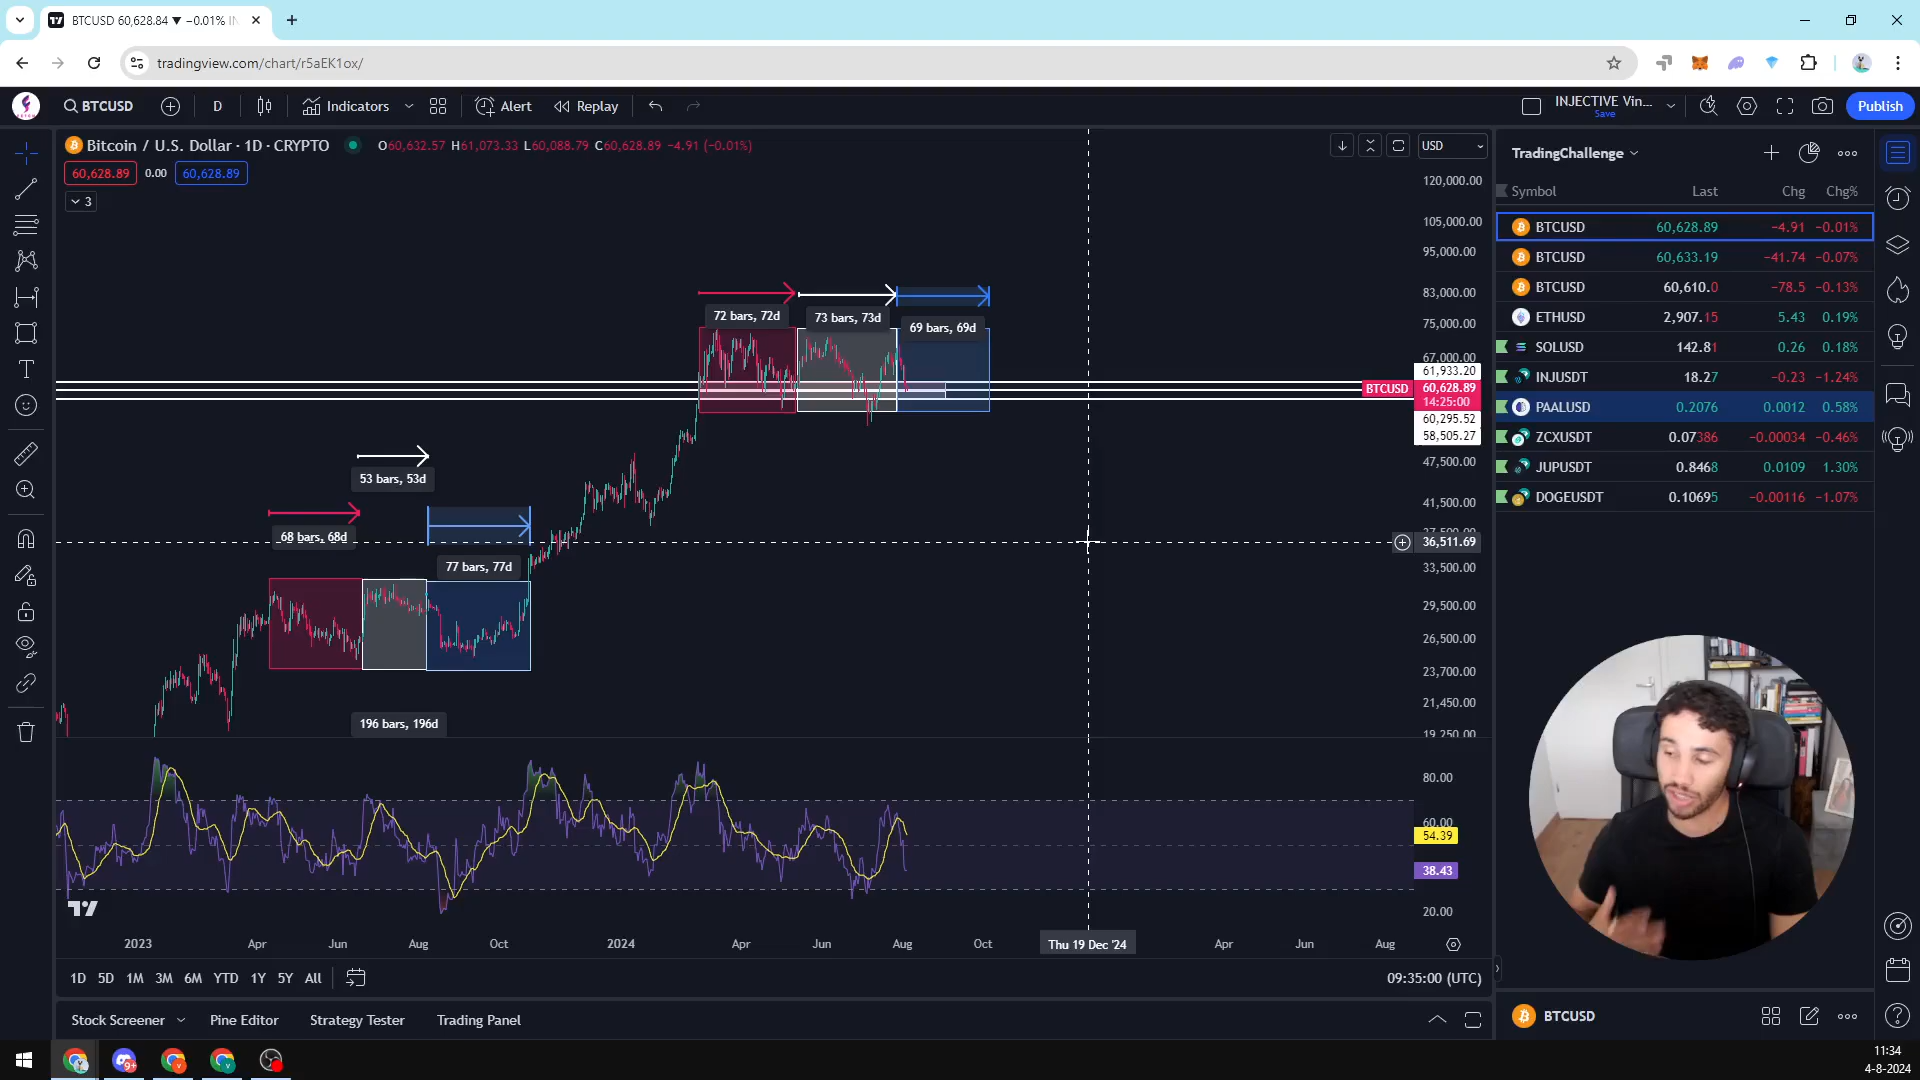 BTCUSD 60,628.84 ▼ −0.01% IN
tradingview.com/chart/r5aEK1ox/
BTCUSD D Indicators Alert Replay INJECTIVE Vin... Save Publish
Bitcoin / U.S. Dollar · 1D · CRYPTO O60,632.57 H61,073.33 L60,088.79 C60,628.89 −4.91 (−0.01%) USD
60,628.89 0.00 60,628.89
3
120,000.00
105,000.00
95,000.00
83,000.00
75,000.00
67,000.00
61,933.20
BTCUSD 60,628.89
14:25:00
60,295.52
58,505.27
47,500.00
41,500.00
37,500.00
36,511.69
33,500.00
29,500.00
26,500.00
23,700.00
21,450.00
19,250.00
72 bars, 72d
73 bars, 73d
69 bars, 69d
53 bars, 53d
68 bars, 68d
77 bars, 77d
196 bars, 196d
80.00
60.00
54.39
38.43
20.00
2023 Apr Jun Aug Oct 2024 Apr Jun Aug Oct Thu 19 Dec '24 Apr Jun Aug
1D 5D 1M 3M 6M YTD 1Y 5Y All 09:35:00 (UTC)
Stock Screener Pine Editor Strategy Tester Trading Panel
TradingChallenge
Symbol Last Chg Chg%
BTCUSD 60,628.89 −4.91 −0.01%
BTCUSD 60,633.19 −41.74 −0.07%
BTCUSD 60,610.0 −78.5 −0.13%
ETHUSD 2,907.15 5.43 0.19%
SOLUSD 142.81 0.26 0.18%
INJUSDT 18.27 −0.23 −1.24%
PAALUSD 0.2076 0.0012 0.58%
ZCXUSDT 0.07386 −0.00034 −0.46%
JUPUSDT 0.8468 0.0109 1.30%
DOGEUSDT 0.10695 −0.00116 −1.07%
BTCUSD
9+
11:34
4-8-2024